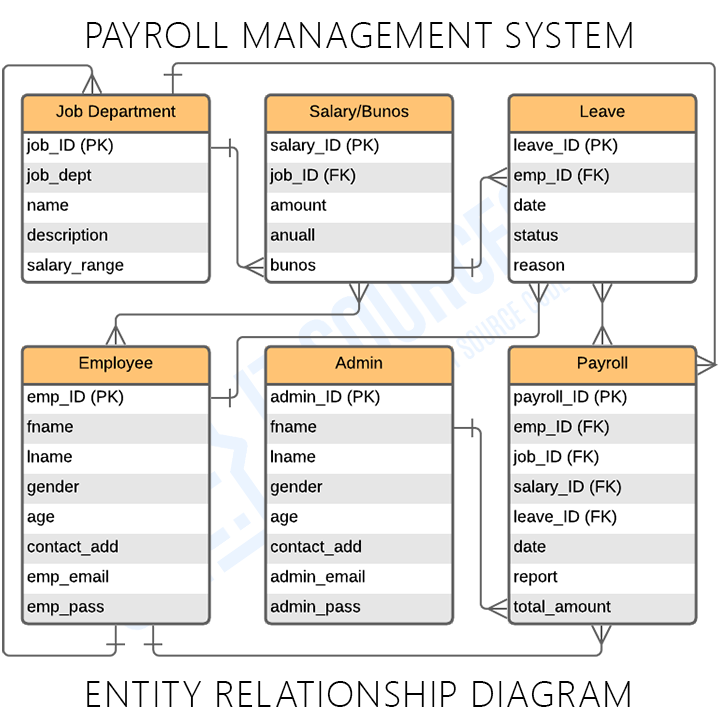 PAYROLL MANAGEMENT SYSTEM
Job Department
job_ID (PK)
job_dept
name
description
salary_range
Salary/Bunos
salary_ID (PK)
job_ID (FK)
amount
anuall
bunos
Leave
leave_ID (PK)
emp_ID (FK)
date
status
reason
Employee
emp_ID (PK)
fname
lname
gender
age
contact_add
emp_email
emp_pass
Admin
admin_ID (PK)
fname
lname
gender
age
contact_add
admin_email
admin_pass
Payroll
payroll_ID (PK)
emp_ID (FK)
job_ID (FK)
salary_ID (FK)
leave_ID (FK)
date
report
total_amount
ENTITY RELATIONSHIP DIAGRAM